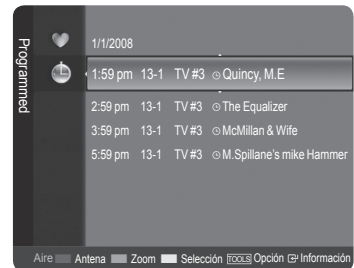 Programmed
1/1/2008
1:59 pm 13-1 TV #3 Quincy, M.E
2:59 pm 13-1 TV #3 The Equalizer
3:59 pm 13-1 TV #3 McMillan & Wife
5:59 pm 13-1 TV #3 M.Spillane's mike Hammer
Aire Antena Zoom Selección TOOLS Opción Información